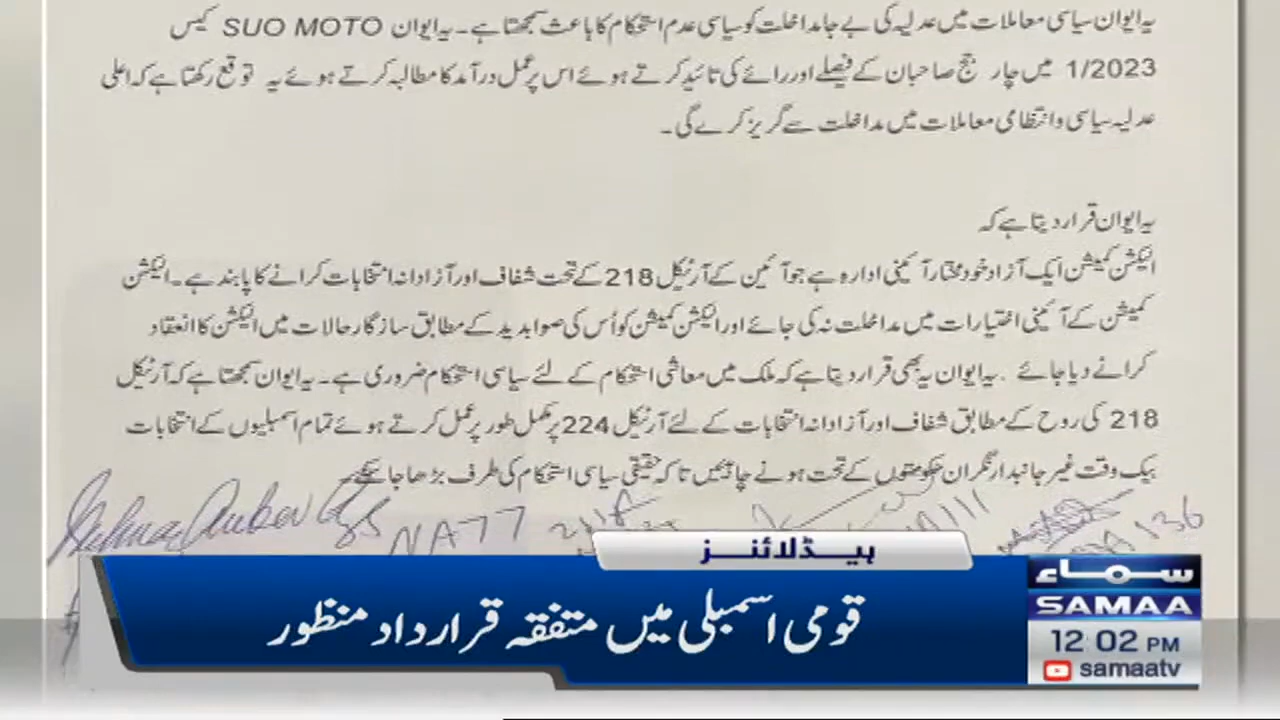 یہ ایوان سیاسی معاملات میں عدلیہ کی بے جا مداخلت کو سیاسی عدم استحکام کا باعث سمجھتا ہے۔ یہ ایوان SUO MOTO کیس
1/2023 میں چار جج صاحبان کے فیصلے اور رائے کی تائید کرتے ہوئے اس پر عمل درآمد کا مطالبہ کرتے ہوئے یہ توقع رکھتا ہے کہ اعلی
عدلیہ سیاسی و انتظامی معاملات میں مداخلت سے گریز کرے گی۔
یہ ایوان قرار دیتا ہے کہ
الیکشن کمیشن ایک آزاد خود مختار آئینی ادارہ ہے جو آئین کے آرٹیکل 218 کے تحت شفاف اور آزادانہ انتخابات کرانے کا پابند ہے۔ الیکشن
کمیشن کے آئینی اختیارات میں مداخلت نہ کی جائے اور الیکشن کمیشن کو اُس کی صوابدید کے مطابق سازگار حالات میں الیکشن کا انعقاد
کرانے دیا جائے ۔ یہ ایوان یہ بھی قرار دیتا ہے کہ ملک میں معاشی استحکام کے لئے سیاسی استحکام ضروری ہے۔ یہ ایوان سمجھتا ہے کہ آرٹیکل
218 کی روح کے مطابق شفاف اور آزادانہ انتخابات کے لئے آرٹیکل 224 پر مکمل طور پر عمل کرتے ہوئے تمام اسمبلیوں کے انتخابات
بیک وقت غیر جانبدار نگران حکومتوں کے تحت ہونے چاہیں تاکہ حقیقی سیاسی استحکام کی طرف بڑھا جا سکے۔
NA 77
136
ہیڈلائنز
قومی اسمبلی میں متفقہ قرارداد منظور
سماء
SAMAA
12:02 PM
samaatv